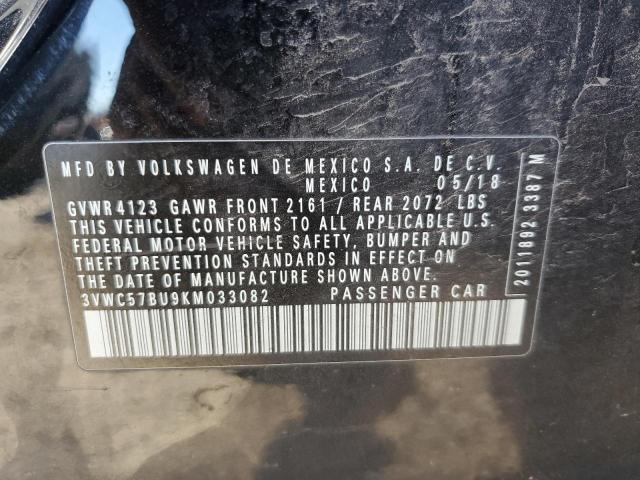 MFD BY VOLKSWAGEN DE MEXICO S.A. DE C.V.
MEXICO 05/18
GVWR4123 GAWR FRONT 2161 / REAR 2072 LBS
THIS VEHICLE CONFORMS TO ALL APPLICABLE U.S.
FEDERAL MOTOR VEHICLE SAFETY, BUMPER AND
THEFT PREVENTION STANDARDS IN EFFECT ON
THE DATE OF MANUFACTURE SHOWN ABOVE.
3VWC57BU9KM033082 PASSENGER CAR
2011892 3387 M